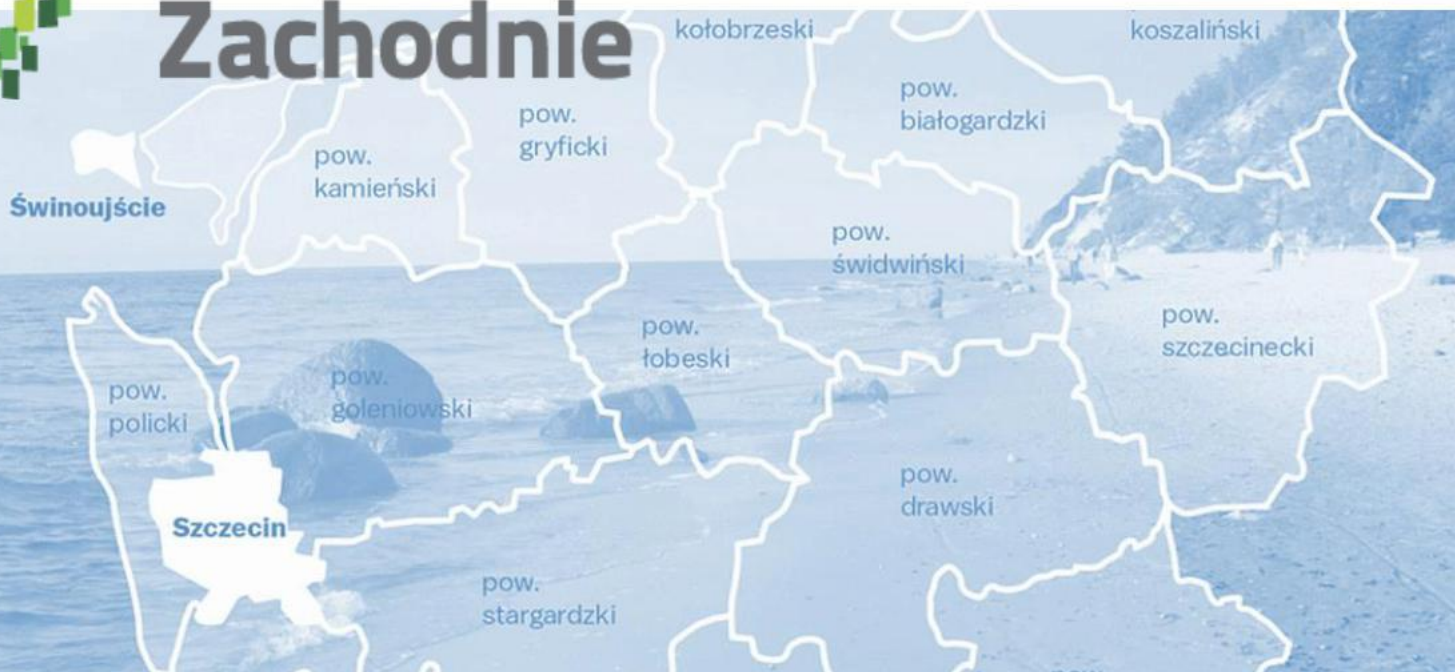 Zachodnie
kołobrzeski
koszaliński
pow.
białogardzki
pow.
gryficki
pow.
kamieński
Świnoujście
pow.
świdwiński
pow.
szczecinecki
pow.
łobeski
pow.
goleniowski
pow.
policki
pow.
drawski
Szczecin
pow.
stargardzki